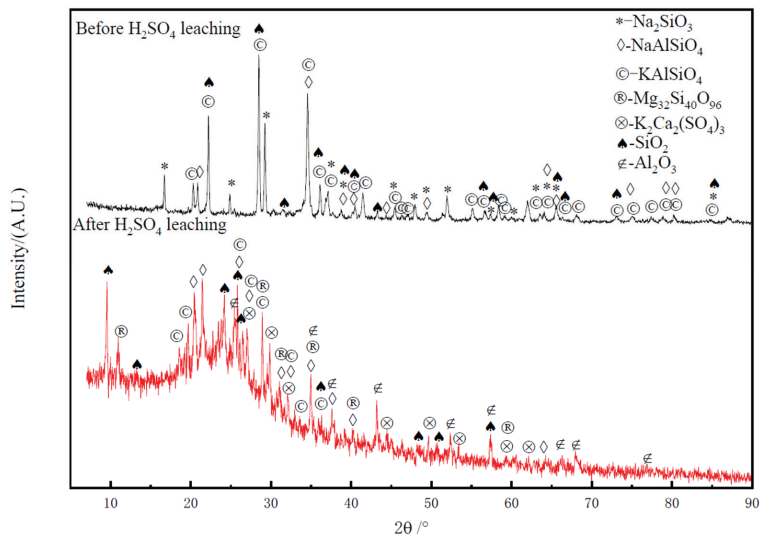 Before H₂SO₄ leaching
*-Na₂SiO₃
◇-NaAlSiO₄
©-KAlSiO₄
®-Mg₃₂Si₄₀O₉₆
⊗-K₂Ca₂(SO₄)₃
♠-SiO₂
∉-Al₂O₃
After H₂SO₄ leaching
Intensity/(A.U.)
10 20 30 40 50 60 70 80 90
2θ /°